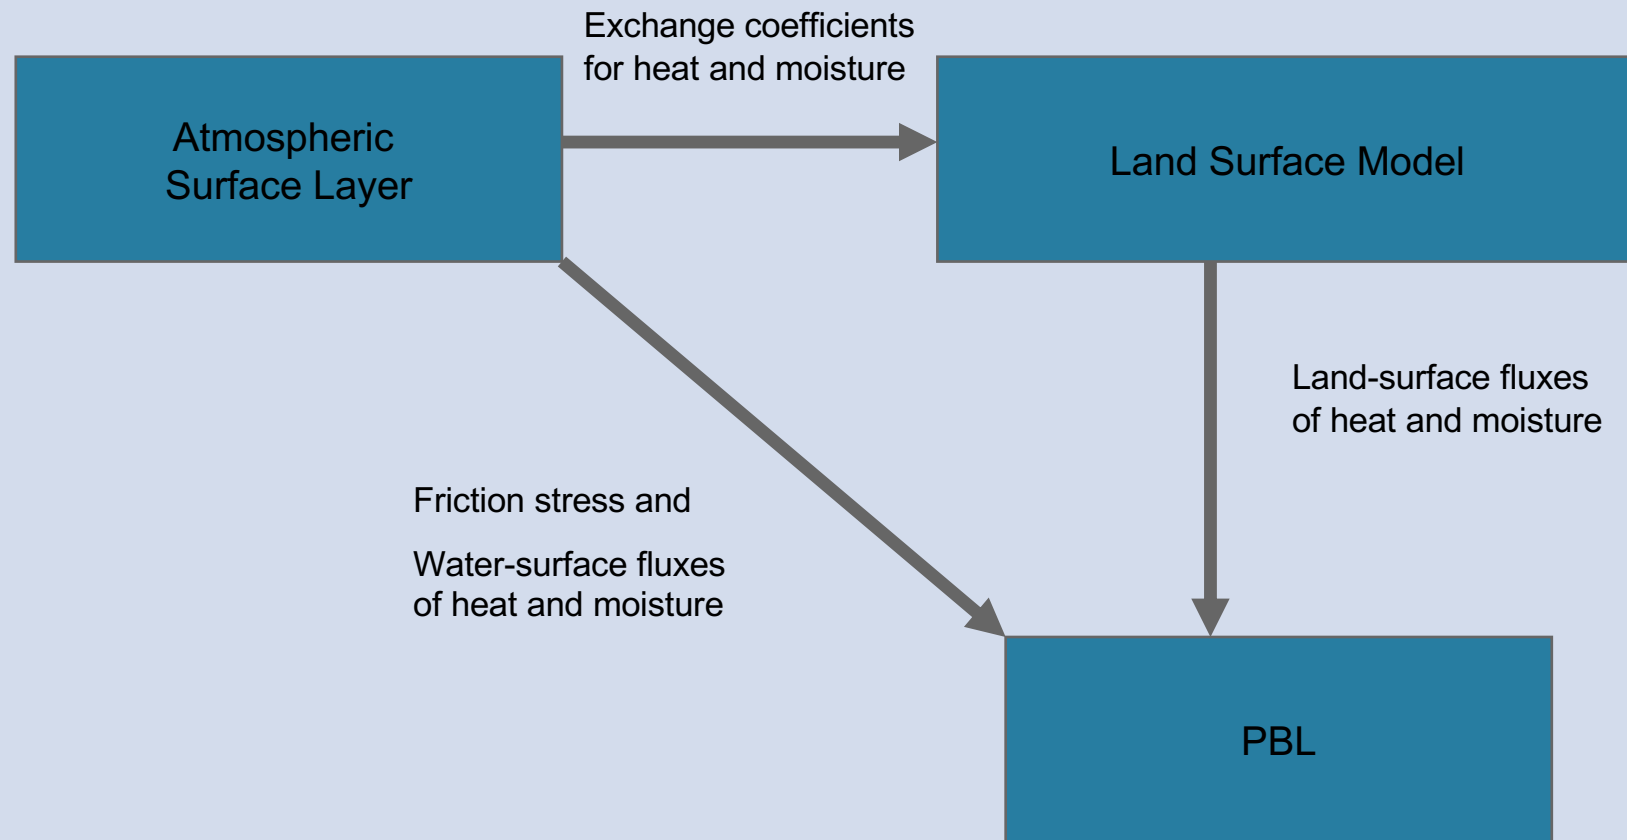 Exchange coefficients
for heat and moisture
Atmospheric
Surface Layer
Land Surface Model
Land-surface fluxes
of heat and moisture
Friction stress and
Water-surface fluxes
of heat and moisture
PBL